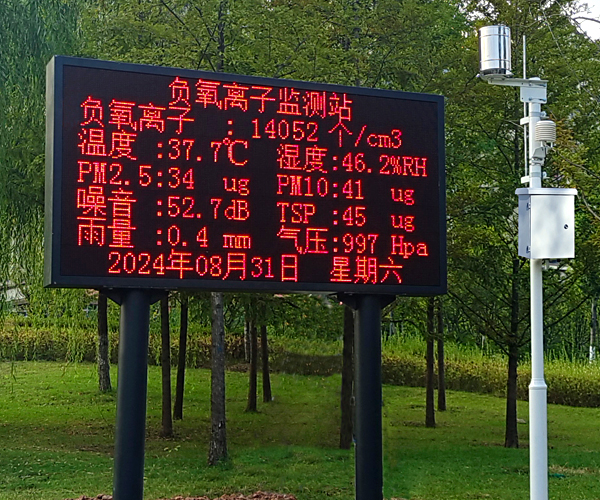 负氧离子监测站
负氧离子 : 14052 个/cm3
温度 :37.7℃ 湿度:46.2%RH
PM2.5:34 ug PM10:41 ug
噪音 :52.7dB TSP :45 ug
雨量 :0.4 mm 气压:997 Hpa
2024年08月31日 星期六